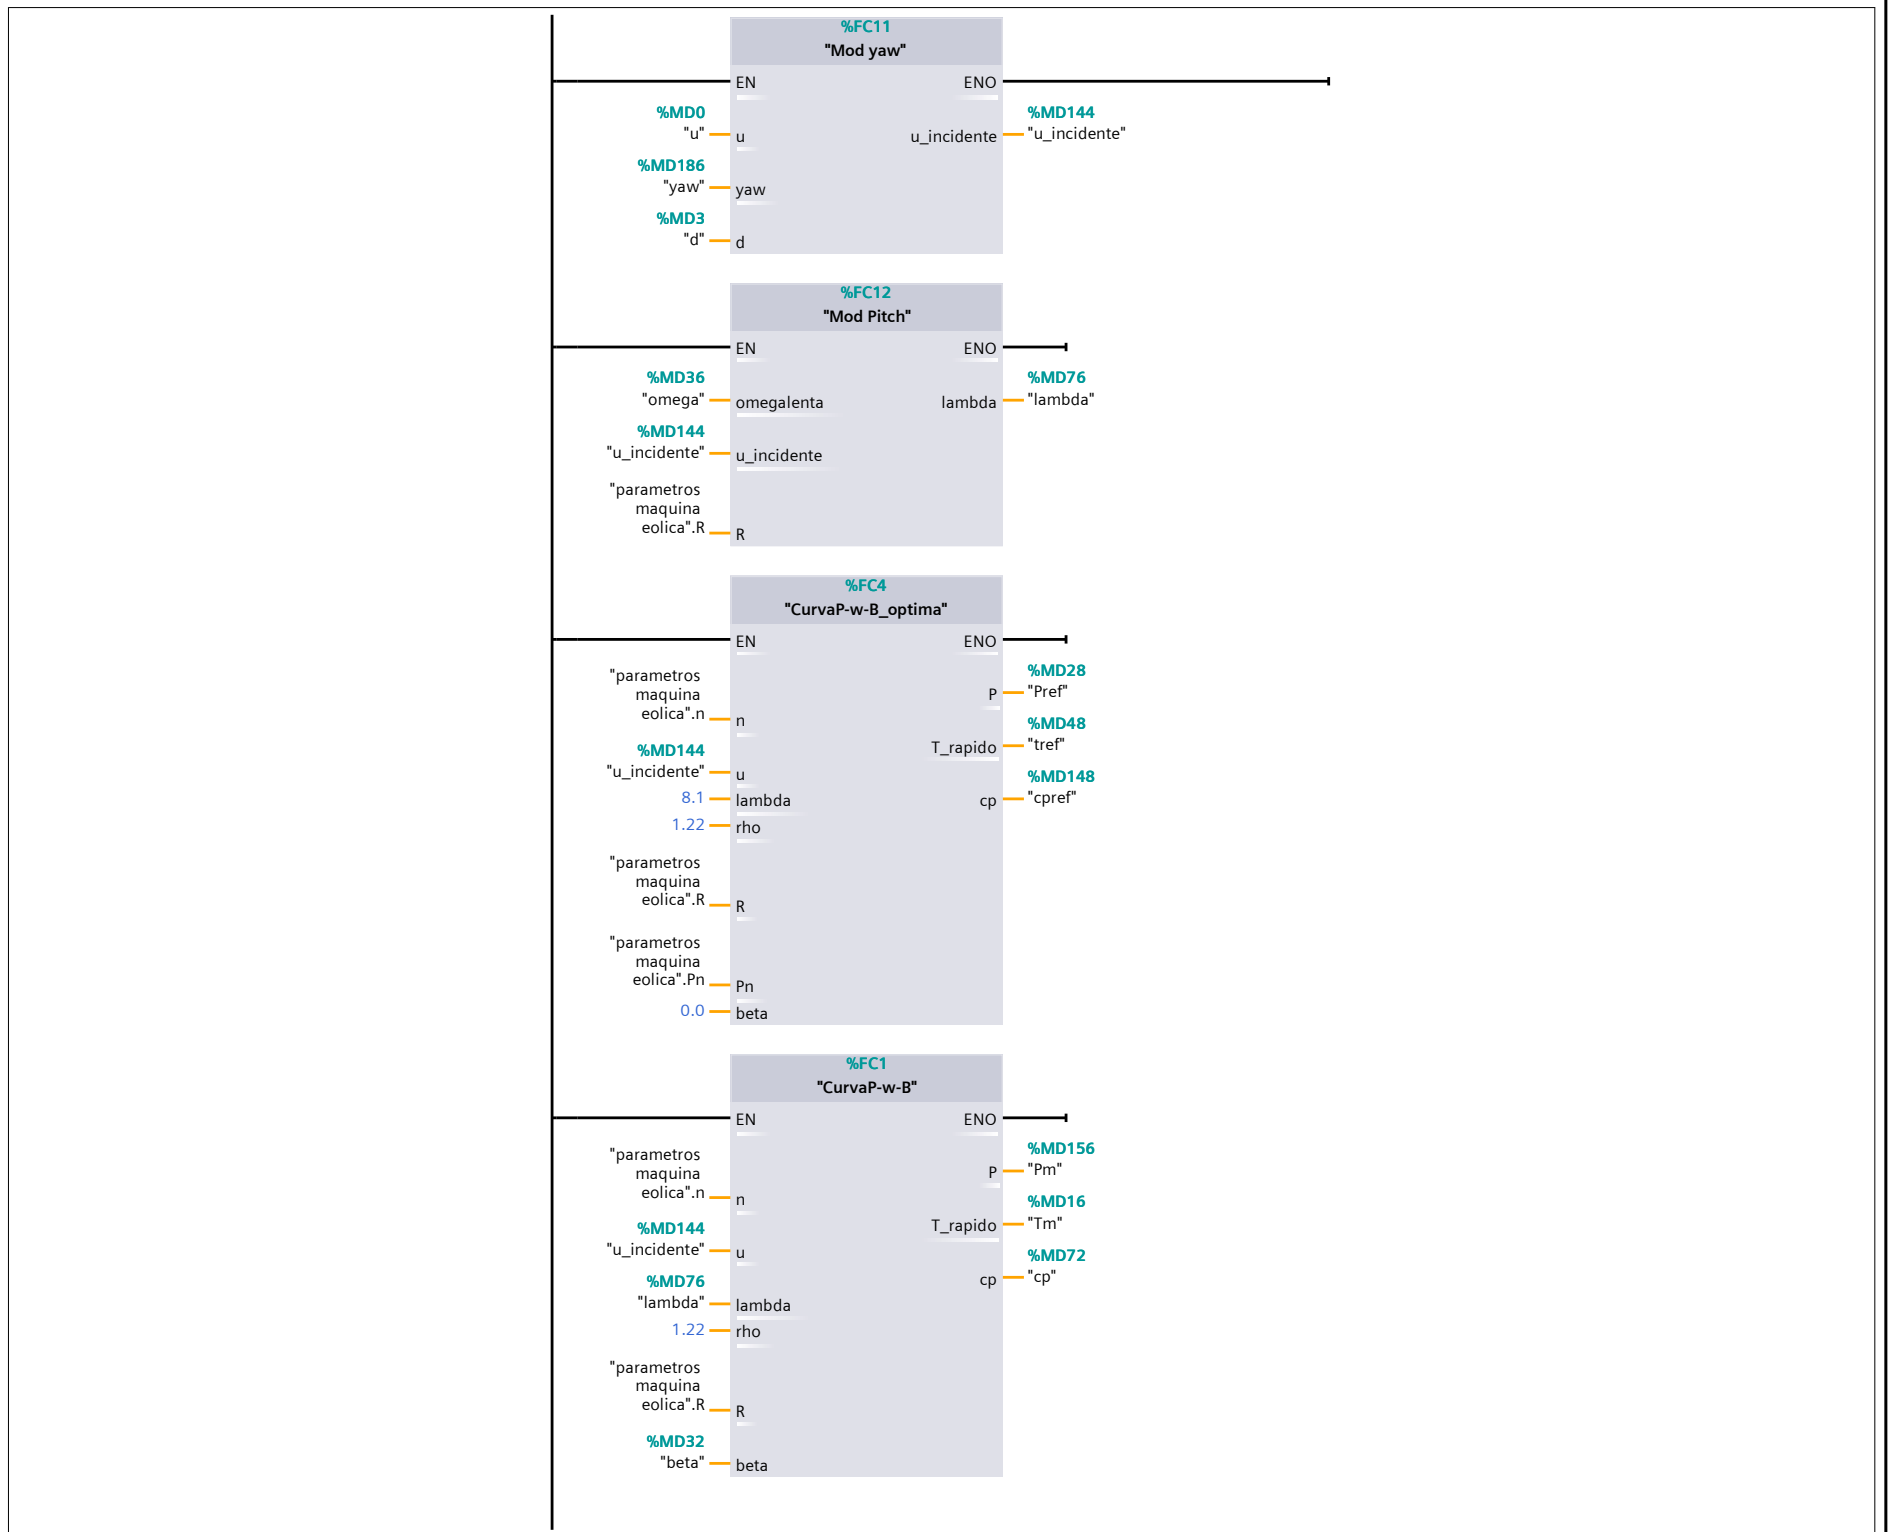 %FC11
"Mod yaw"
EN ENO
%MD0 %MD144
"u" u u_incidente "u_incidente"
%MD186
"yaw" yaw
%MD3
"d" d
%FC12
"Mod Pitch"
EN ENO
%MD36 %MD76
"omega" omegalenta lambda "lambda"
%MD144
"u_incidente" u_incidente
"parametros
maquina
eolica".R R
%FC4
"CurvaP-w-B_optima"
EN ENO
"parametros %MD28
maquina P "Pref"
eolica".n n
%MD48
T_rapido "tref"
%MD144
"u_incidente" u
%MD148
8.1 lambda cp "cpref"
1.22 rho
"parametros
maquina
eolica".R R
"parametros
maquina
eolica".Pn Pn
0.0 beta
%FC1
"CurvaP-w-B"
EN ENO
"parametros %MD156
maquina P "Pm"
eolica".n n
%MD16
T_rapido "Tm"
%MD144
"u_incidente" u
%MD72
cp "cp"
%MD76
"lambda" lambda
1.22 rho
"parametros
maquina
eolica".R R
%MD32
"beta" beta